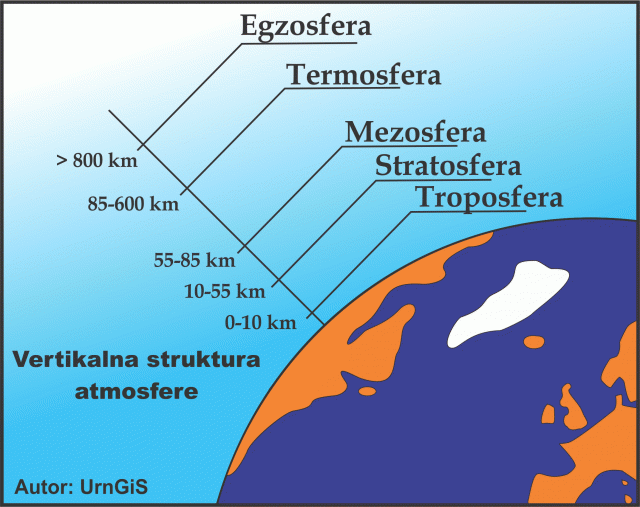 Egzosfera
Termosfera
Mezosfera
Stratosfera
Troposfera
> 800 km
85-600 km
55-85 km
10-55 km
0-10 km
Vertikalna struktura
atmosfere
Autor: UrnGiS